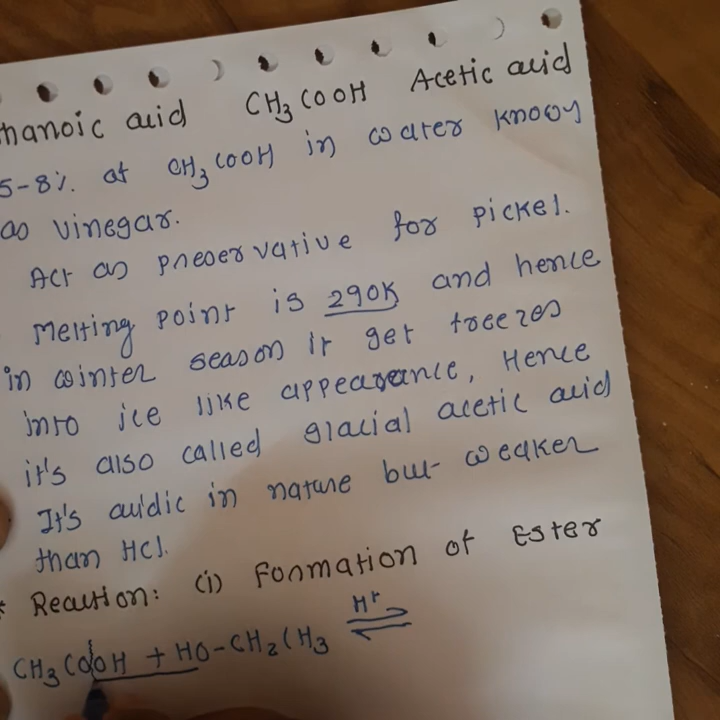 hanoic acid CH3COOH Acetic acid
5-8%. of CH3COOH in water known
as vinegar.
Act as preservative for pickel.
Melting point is 290K and hence
in winter season it get freezes
into ice like appearance, Hence
it's also called glacial acetic acid
It's acidic in nature but weaker
than HCl.
* Reaction: (i) Formation of Ester
CH3COOH + HO-CH2CH3 H+ ⇌